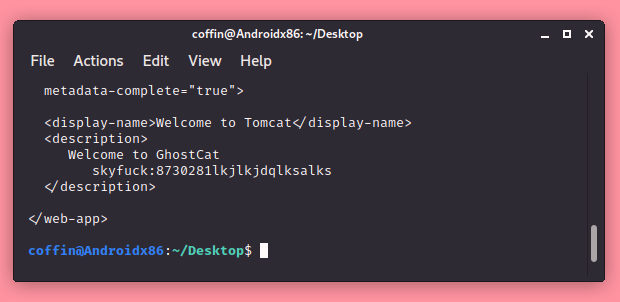 coffin@Androidx86: ~/Desktop
File Actions Edit View Help
metadata-complete="true">
<display-name>Welcome to Tomcat</display-name>
<description>
Welcome to GhostCat
skyfuck:8730281lkjlkjdqlksalks
</description>
</web-app>
coffin@Androidx86:~/Desktop$